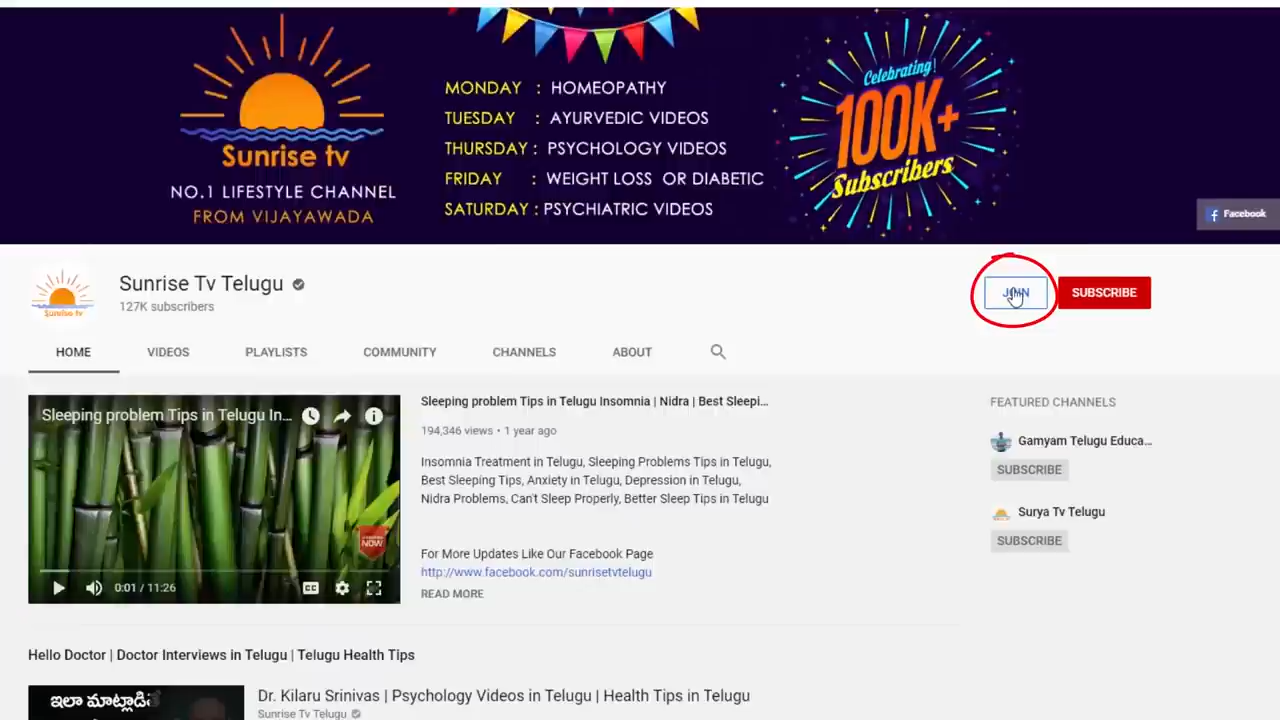 MONDAY : HOMEOPATHY
TUESDAY : AYURVEDIC VIDEOS
THURSDAY : PSYCHOLOGY VIDEOS
FRIDAY : WEIGHT LOSS OR DIABETIC
SATURDAY : PSYCHIATRIC VIDEOS
Sunrise tv
NO.1 LIFESTYLE CHANNEL
FROM VIJAYAWADA
Celebrating!
100K+
Subscribers
Facebook
Sunrise tv
Sunrise Tv Telugu
127K subscribers
JOIN
SUBSCRIBE
HOME VIDEOS PLAYLISTS COMMUNITY CHANNELS ABOUT
Sleeping problem Tips in Telugu In...
NOW
0:01 / 11:26
CC
Sleeping problem Tips in Telugu Insomnia | Nidra | Best Sleepi...
194,346 views • 1 year ago
Insomnia Treatment in Telugu, Sleeping Problems Tips in Telugu,
Best Sleeping Tips, Anxiety in Telugu, Depression in Telugu,
Nidra Problems, Can't Sleep Properly, Better Sleep Tips in Telugu
For More Updates Like Our Facebook Page
http://www.facebook.com/sunrisetvtelugu
READ MORE
FEATURED CHANNELS
Gamyam Telugu Educa...
SUBSCRIBE
Surya Tv Telugu
SUBSCRIBE
Hello Doctor | Doctor Interviews in Telugu | Telugu Health Tips
ఇలా
Dr. Kilaru Srinivas | Psychology Videos in Telugu | Health Tips in Telugu
Sunrise Tv Telugu